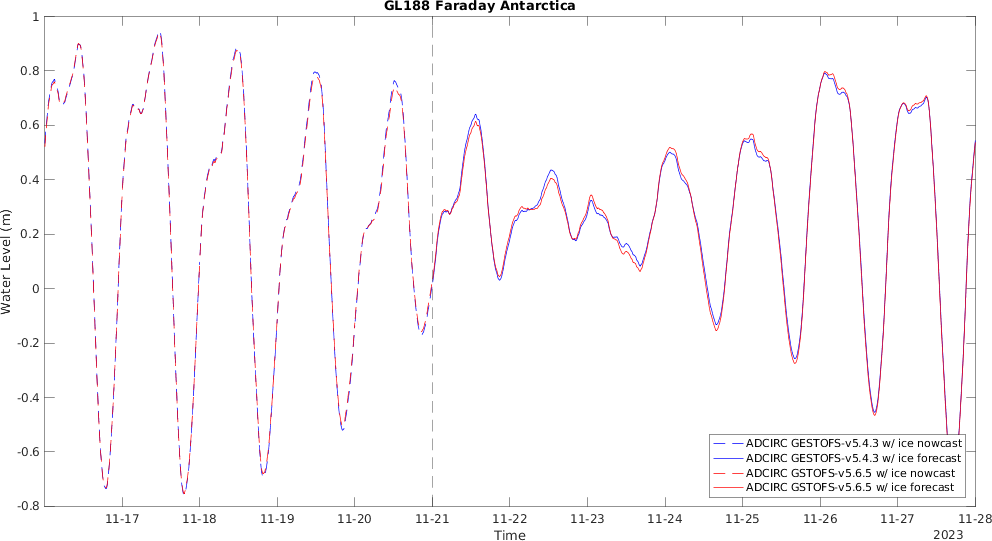 GL188 Faraday Antarctica
1
0.8
0.6
0.4
0.2
0
-0.2
-0.4
-0.6
-0.8
Water Level (m)
ADCIRC GESTOFS-v5.4.3 w/ ice nowcast
ADCIRC GESTOFS-v5.4.3 w/ ice forecast
ADCIRC GSTOFS-v5.6.5 w/ ice nowcast
ADCIRC GSTOFS-v5.6.5 w/ ice forecast
11-17 11-18 11-19 11-20 11-21 11-22 11-23 11-24 11-25 11-26 11-27 11-28
Time
2023